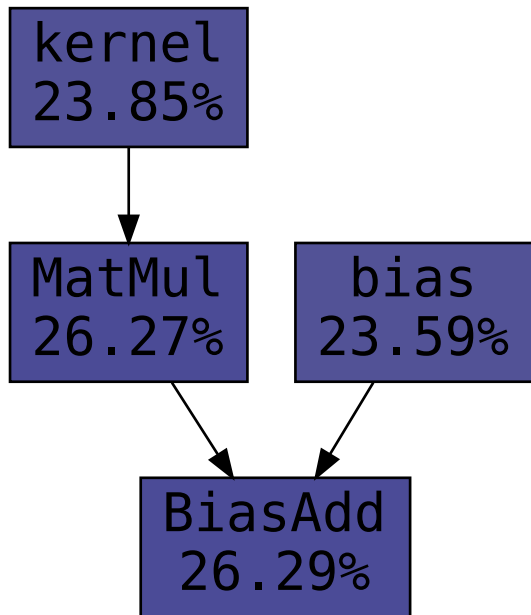 kernel
23.85%
MatMul
26.27%
bias
23.59%
BiasAdd
26.29%